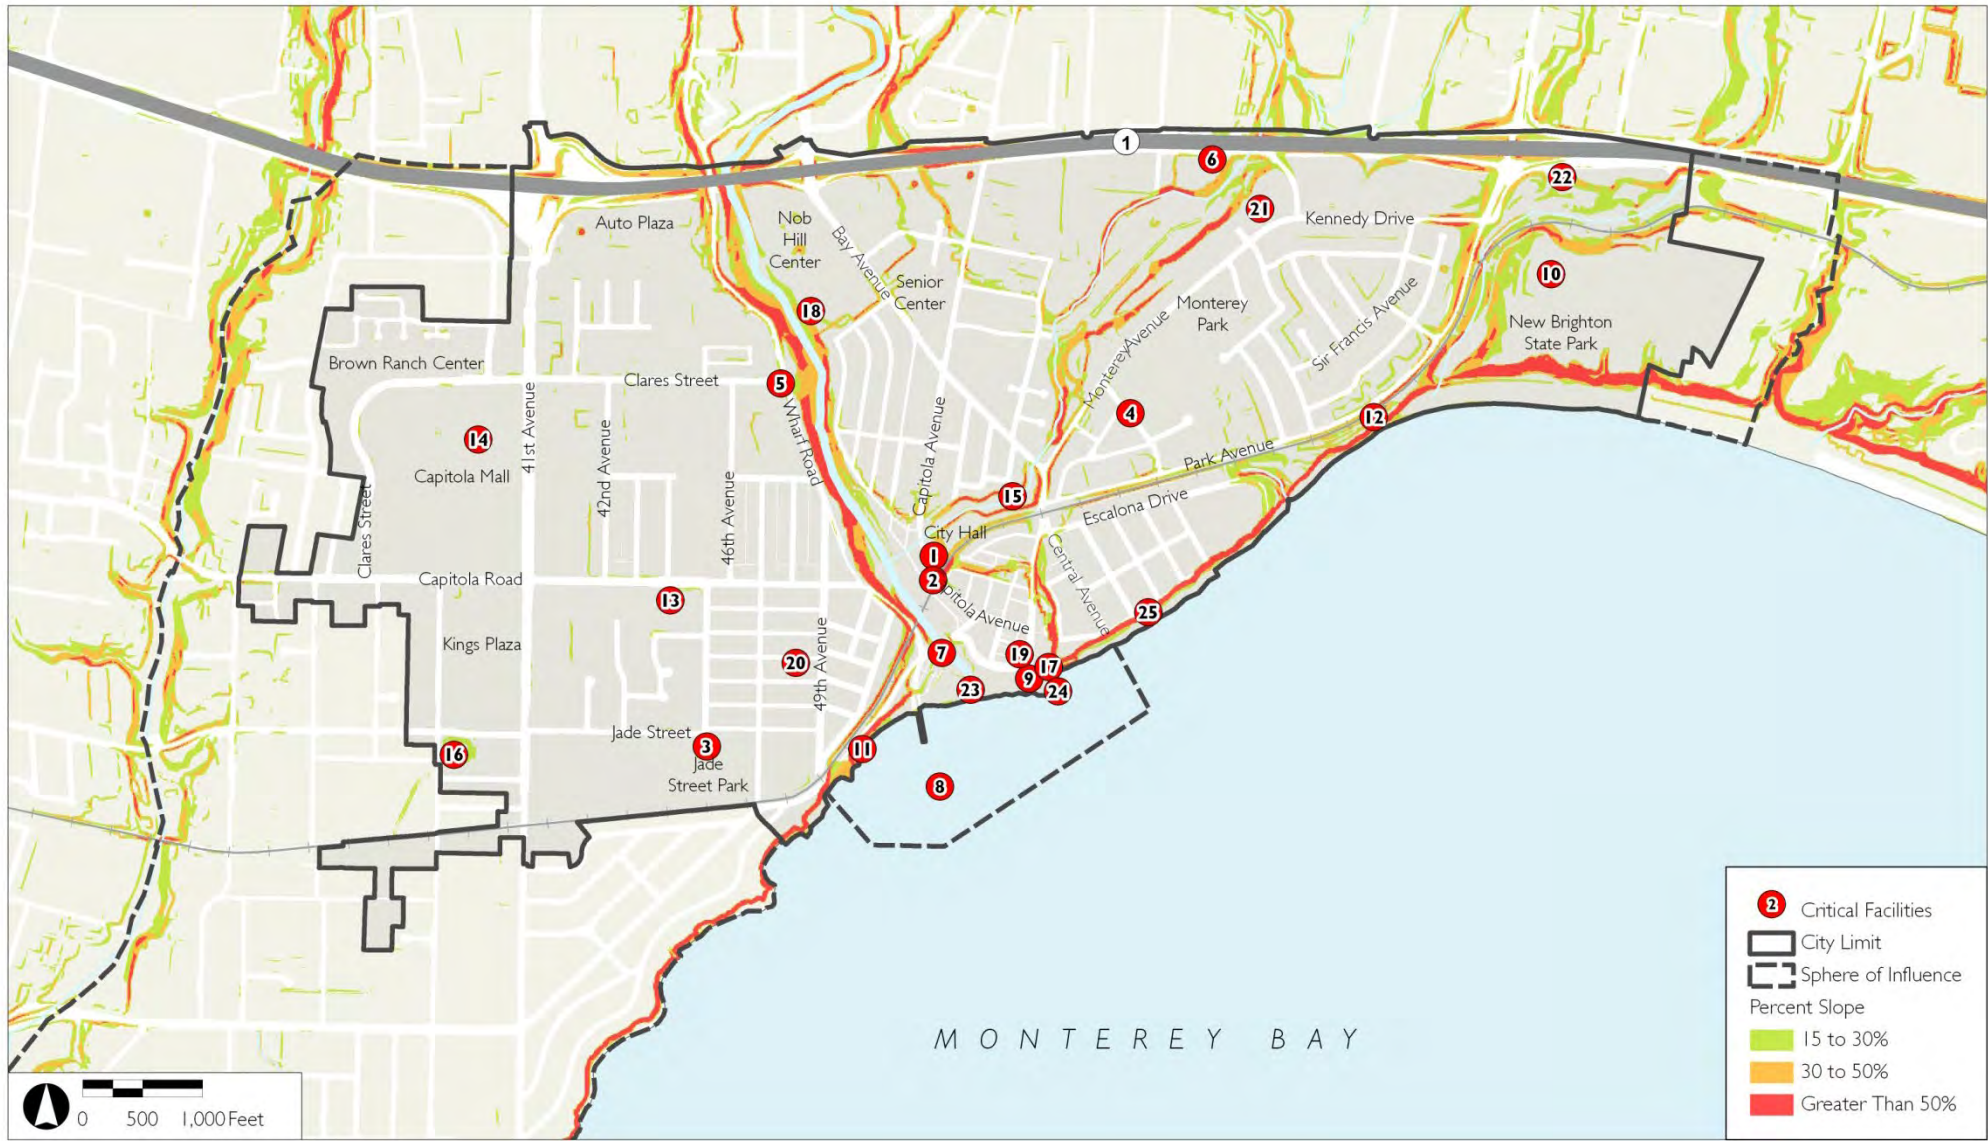 1
6
22
21
Auto Plaza
Nob
Hill
Center
Bay Avenue
Kennedy Drive
10
Senior
Center
18
Monterey
Park
Sir Francis Avenue
New Brighton
State Park
Monterey Avenue
Brown Ranch Center
Clares Street
5
Wharf Road
41st Avenue
42nd Avenue
4
12
14
Capitola Mall
Capitola Avenue
Park Avenue
46th Avenue
15
Escalona Drive
Clares Street
City Hall
1
Central Avenue
Capitola Road
2
apitola Avenue
13
25
Kings Plaza
49th Avenue
7
19
17
20
9
23
24
Jade Street
3
11
16
Jade
Street Park
8
MONTEREY BAY
2 Critical Facilities
City Limit
Sphere of Influence
Percent Slope
15 to 30%
30 to 50%
Greater Than 50%
0 500 1,000 Feet